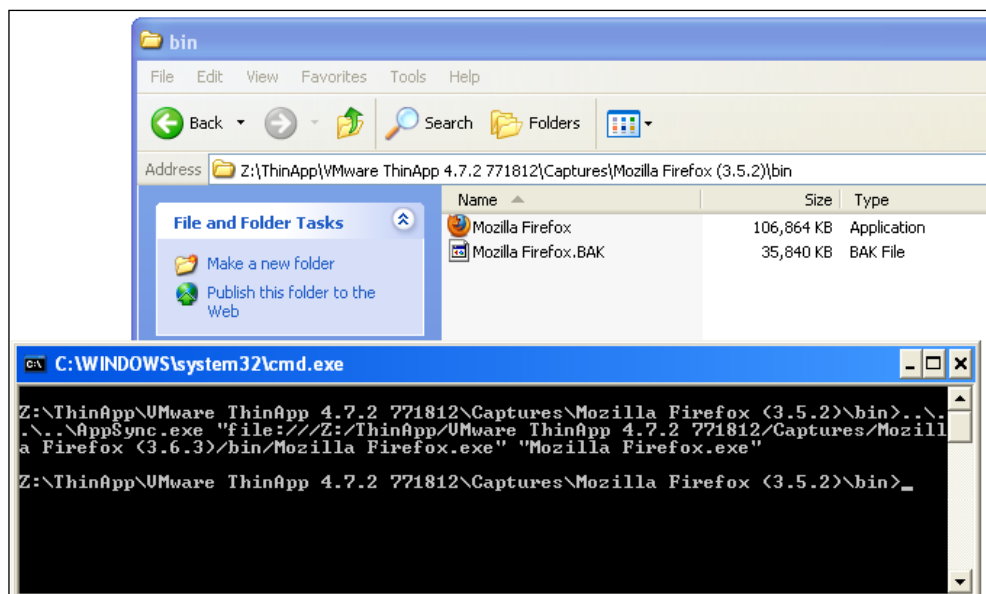 bin
File Edit View Favorites Tools Help
Back Search Folders
Address Z:\ThinApp\VMware ThinApp 4.7.2 771812\Captures\Mozilla Firefox (3.5.2)\bin
Name Size Type
File and Folder Tasks
Mozilla Firefox 106,864 KB Application
Mozilla Firefox.BAK 35,840 KB BAK File
Make a new folder
Publish this folder to the
Web
C:\WINDOWS\system32\cmd.exe
Z:\ThinApp\VMware ThinApp 4.7.2 771812\Captures\Mozilla Firefox (3.5.2)\bin>..\.
.\..\AppSync.exe "file:///Z:/ThinApp/VMware ThinApp 4.7.2 771812/Captures/Mozill
a Firefox (3.6.3)/bin/Mozilla Firefox.exe" "Mozilla Firefox.exe"
Z:\ThinApp\VMware ThinApp 4.7.2 771812\Captures\Mozilla Firefox (3.5.2)\bin>_